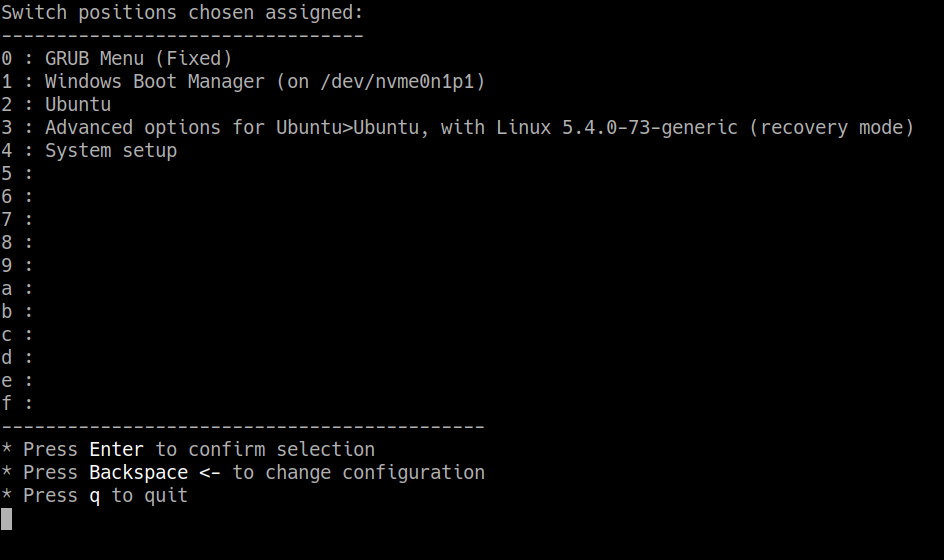 Switch positions chosen assigned:
---------------------------------
0 : GRUB Menu (Fixed)
1 : Windows Boot Manager (on /dev/nvme0n1p1)
2 : Ubuntu
3 : Advanced options for Ubuntu>Ubuntu, with Linux 5.4.0-73-generic (recovery mode)
4 : System setup
5 :
6 :
7 :
8 :
9 :
a :
b :
c :
d :
e :
f :
--------------------------------------------
* Press Enter to confirm selection
* Press Backspace <- to change configuration
* Press q to quit